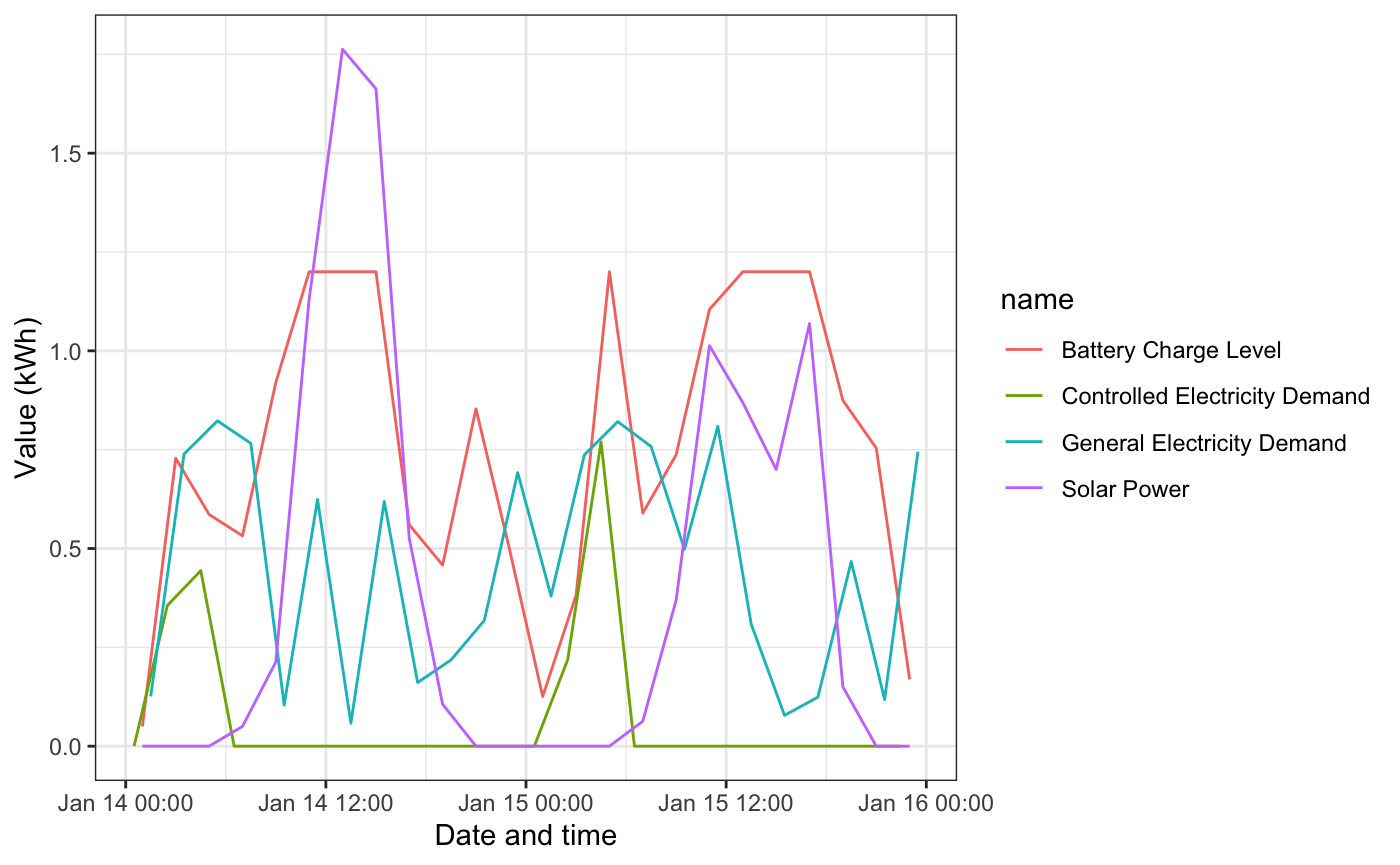 1.5
1.0
0.5
0.0
Value (kWh)
Jan 14 00:00
Jan 14 12:00
Jan 15 00:00
Jan 15 12:00
Jan 16 00:00
Date and time
name
Battery Charge Level
Controlled Electricity Demand
General Electricity Demand
Solar Power